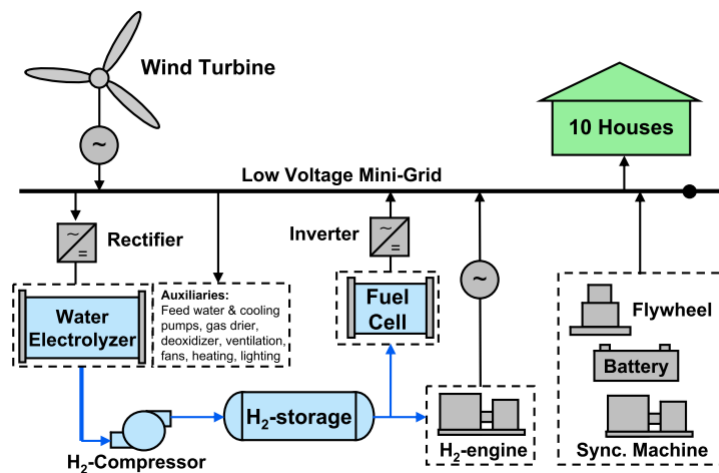 Wind Turbine
~
10 Houses
Low Voltage Mini-Grid
~
=
Rectifier
Inverter
~
=
~
Water
Electrolyzer
Auxiliaries:
Feed water & cooling
pumps, gas drier,
deoxidizer, ventilation,
fans, heating, lighting
Fuel
Cell
Flywheel
Battery
Sync. Machine
H₂-Compressor
H₂-storage
H₂-engine